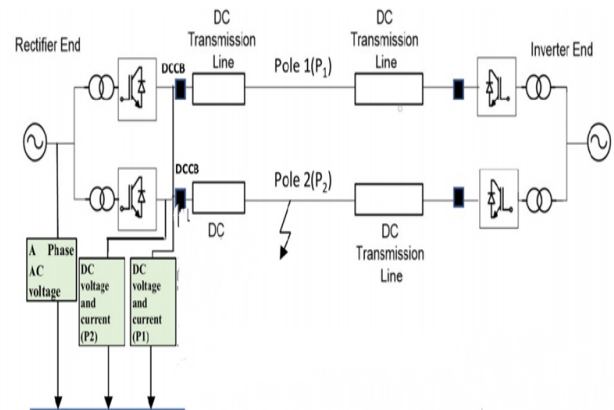 DC
Transmission
Line
DC
Transmission
Line
Rectifier End
Inverter End
DCCB
Pole 1(P₁)
DCCB
Pole 2(P₂)
DC
DC
Transmission
Line
A Phase
AC
voltage
DC
voltage
and
current
(P2)
DC
voltage
and
current
(P1)